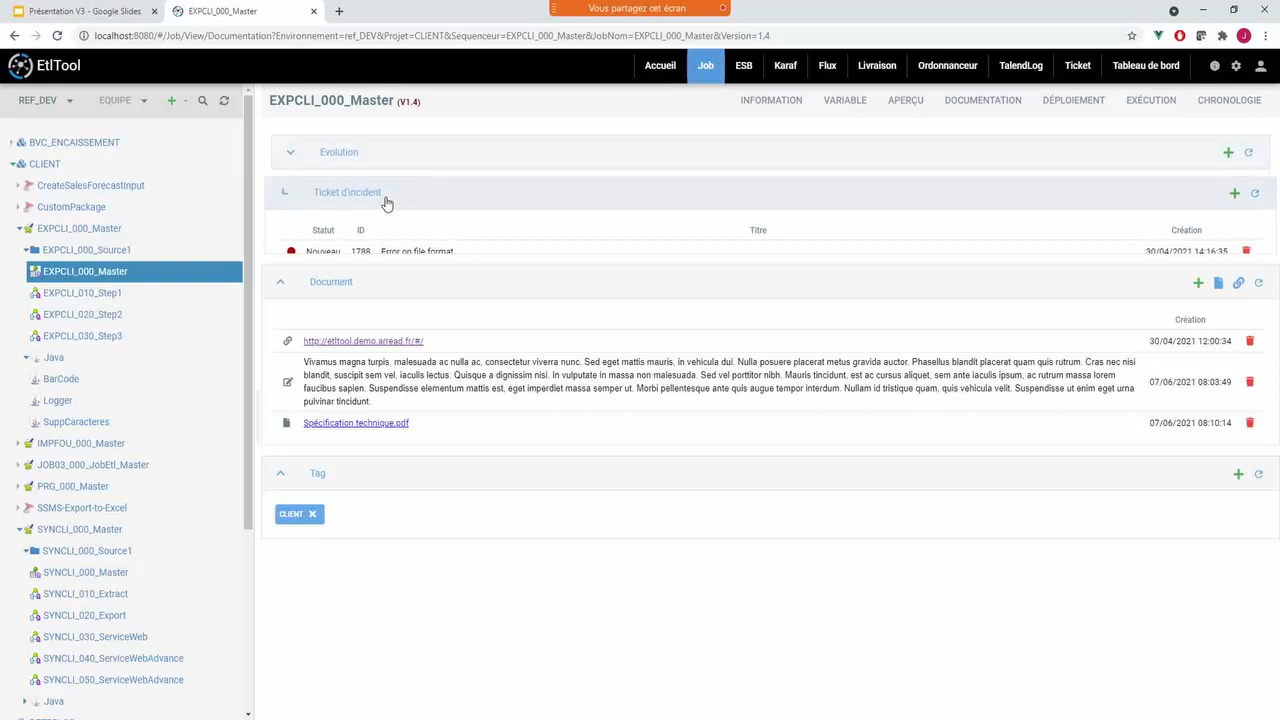 Présentation V3 - Google Slides
EXPCLI_000_Master
Vous partagez cet écran
localhost:8080/#/Job/View/Documentation?Environnement=ref_DEV&Projet=CLIENT&Sequenceur=EXPCLI_000_Master&JobNom=EXPCLI_000_Master&Version=1.4
J
EtlTool
Accueil
Job
ESB
Karaf
Flux
Livraison
Ordonnanceur
TalendLog
Ticket
Tableau de bord
REF_DEV
EQUIPE
EXPCLI_000_Master (V1.4)
INFORMATION
VARIABLE
APERÇU
DOCUMENTATION
DÉPLOIEMENT
EXÉCUTION
CHRONOLOGIE
BVC_ENCAISSEMENT
CLIENT
CreateSalesForecastInput
CustomPackage
EXPCLI_000_Master
EXPCLI_000_Source1
EXPCLI_000_Master
EXPCLI_010_Step1
EXPCLI_020_Step2
EXPCLI_030_Step3
Java
BarCode
Logger
SuppCaracteres
IMPFOU_000_Master
JOB03_000_JobEtl_Master
PRG_000_Master
SSMS-Export-to-Excel
SYNCLI_000_Master
SYNCLI_000_Source1
SYNCLI_000_Master
SYNCLI_010_Extract
SYNCLI_020_Export
SYNCLI_030_ServiceWeb
SYNCLI_040_ServiceWebAdvance
SYNCLI_050_ServiceWebAdvance
Java
Evolution
Ticket d'incident
Statut ID Titre Création
Nouveau 1788 Error on file format 30/04/2021 14:16:35
Document
Création
http://etltool.demo.arread.fr/#/ 30/04/2021 12:00:34
Vivamus magna turpis, malesuada ac nulla ac, consectetur viverra nunc. Sed eget mattis mauris, in vehicula dui. Nulla posuere placerat metus gravida auctor. Phasellus blandit placerat quam quis rutrum. Cras nec nisi
blandit, suscipit sem vel, iaculis lectus. Quisque a dignissim nisi. In vulputate in massa non malesuada. Sed vel porttitor nibh. Mauris tincidunt, est ac cursus aliquet, sem ante iaculis ipsum, ac rutrum massa lorem
faucibus sapien. Suspendisse elementum mattis est, eget imperdiet massa semper ut. Morbi pellentesque ante quis augue tempor interdum. Nullam id tristique quam, quis vehicula velit. Suspendisse ut enim eget urna
pulvinar tincidunt.
07/06/2021 08:03:49
Spécification technique.pdf 07/06/2021 08:10:14
Tag
CLIENT